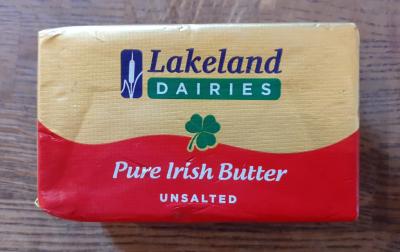 Lakeland
DAIRIES
Pure Irish Butter
UNSALTED